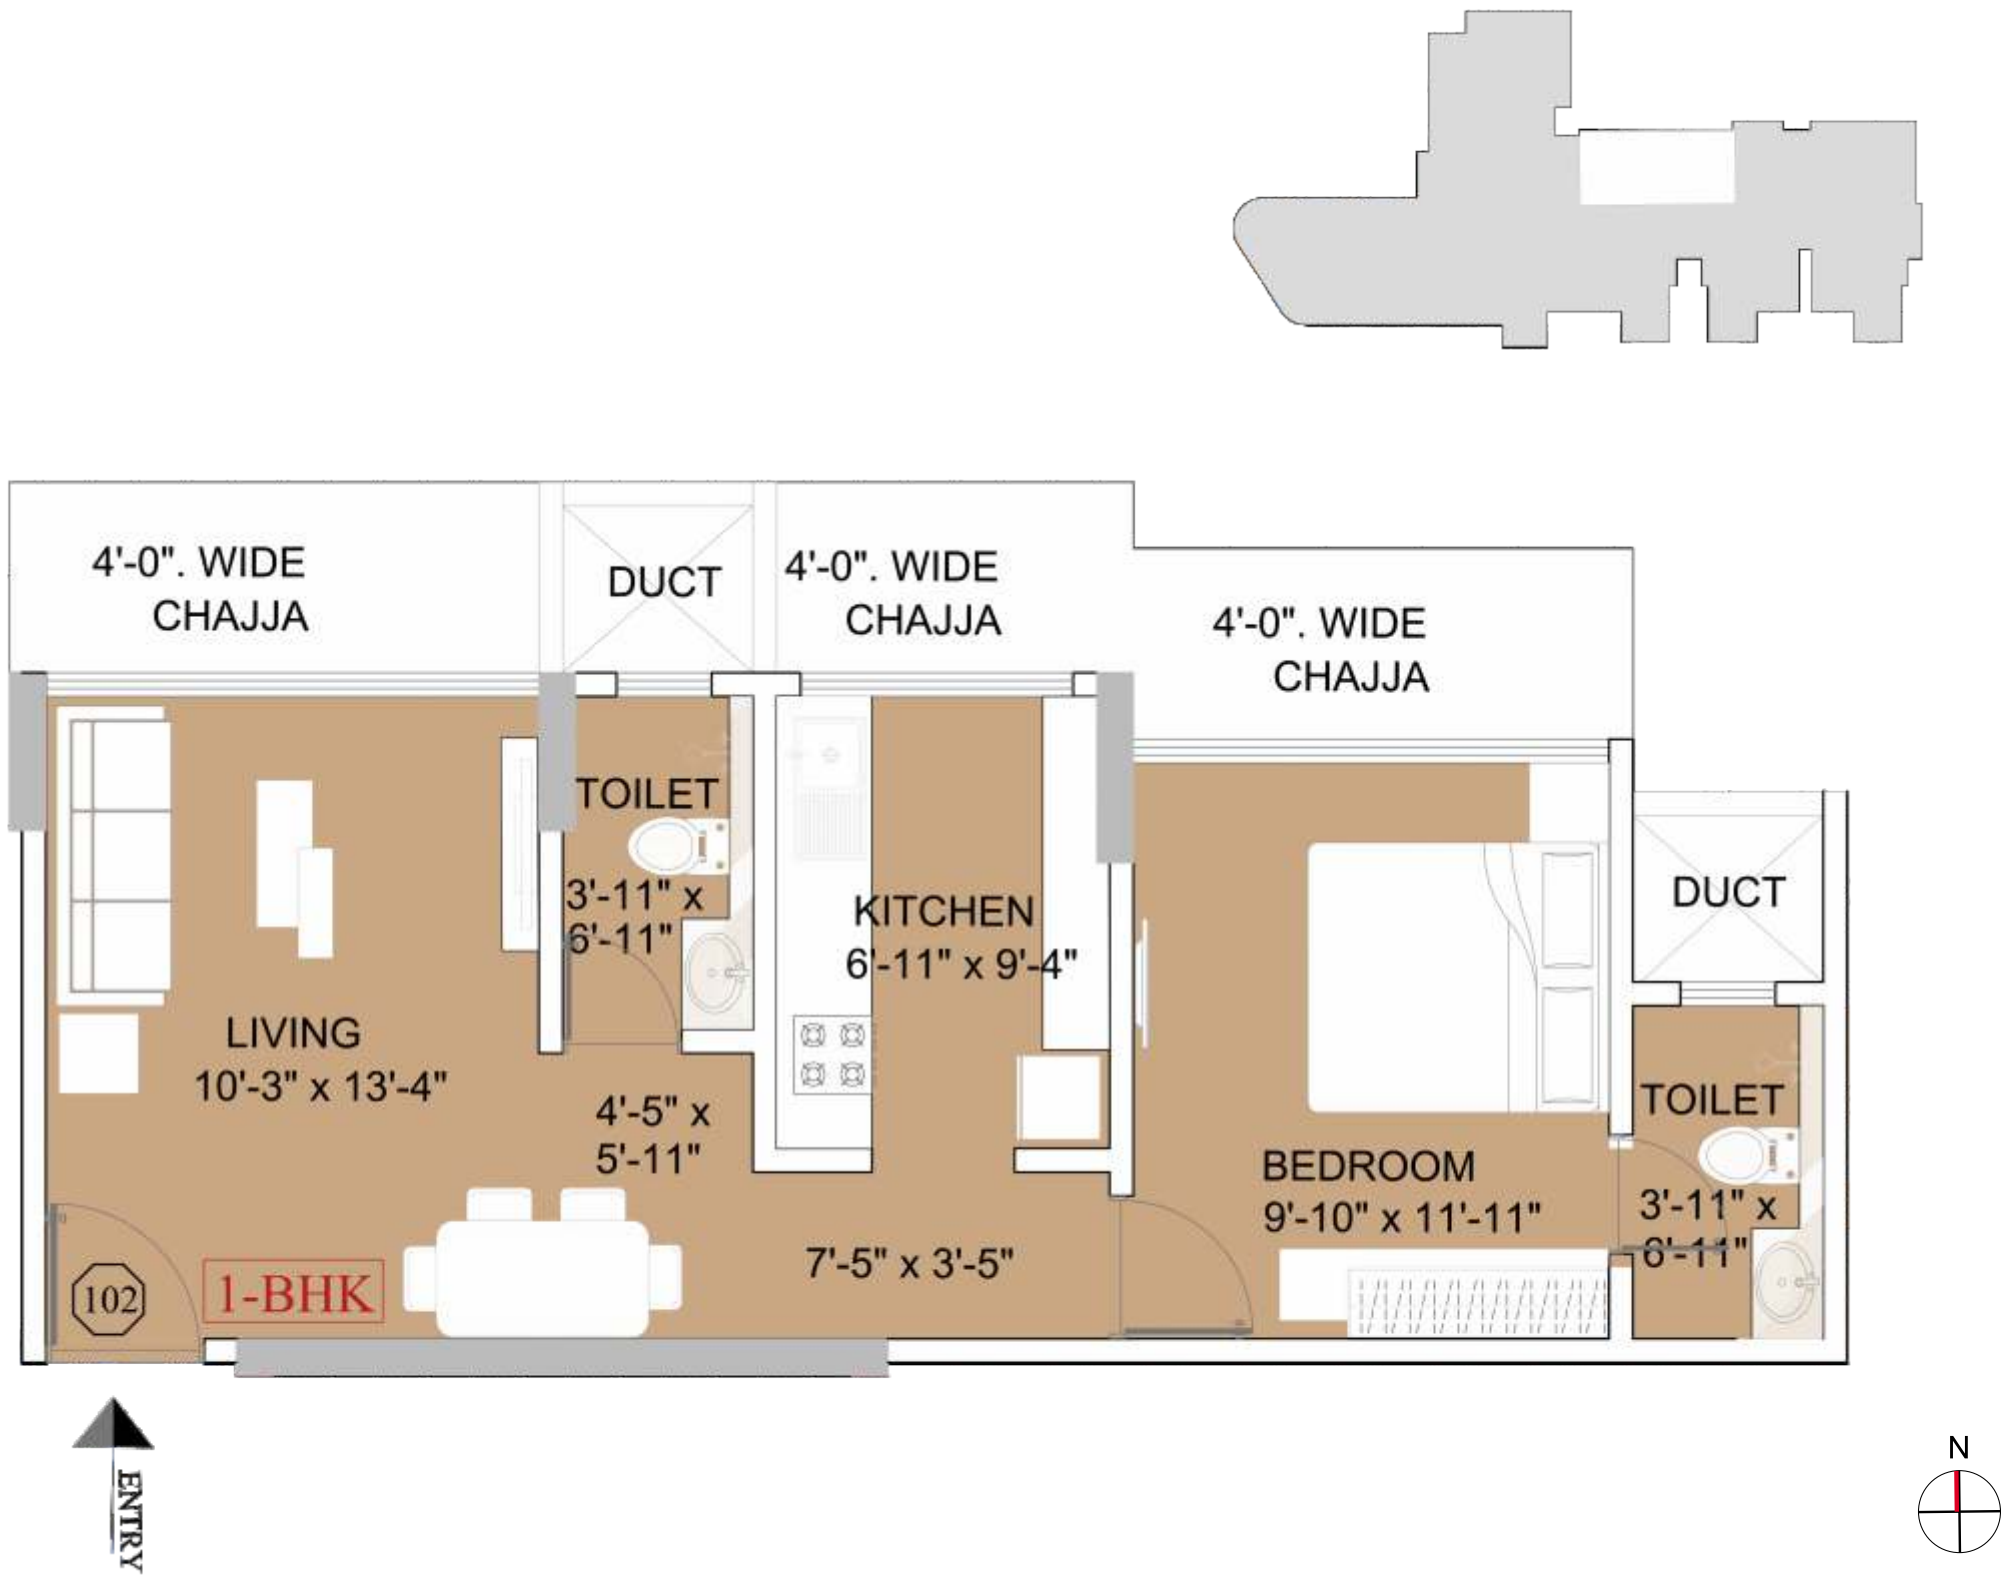 4'-0". WIDE
CHAJJA
DUCT
4'-0". WIDE
CHAJJA
4'-0". WIDE
CHAJJA
TOILET
3'-11" x
6'-11"
KITCHEN
6'-11" x 9'-4"
DUCT
LIVING
10'-3" x 13'-4"
4'-5" x
5'-11"
TOILET
3'-11" x
6'-11"
BEDROOM
9'-10" x 11'-11"
7'-5" x 3'-5"
102
1-BHK
ENTRY
N